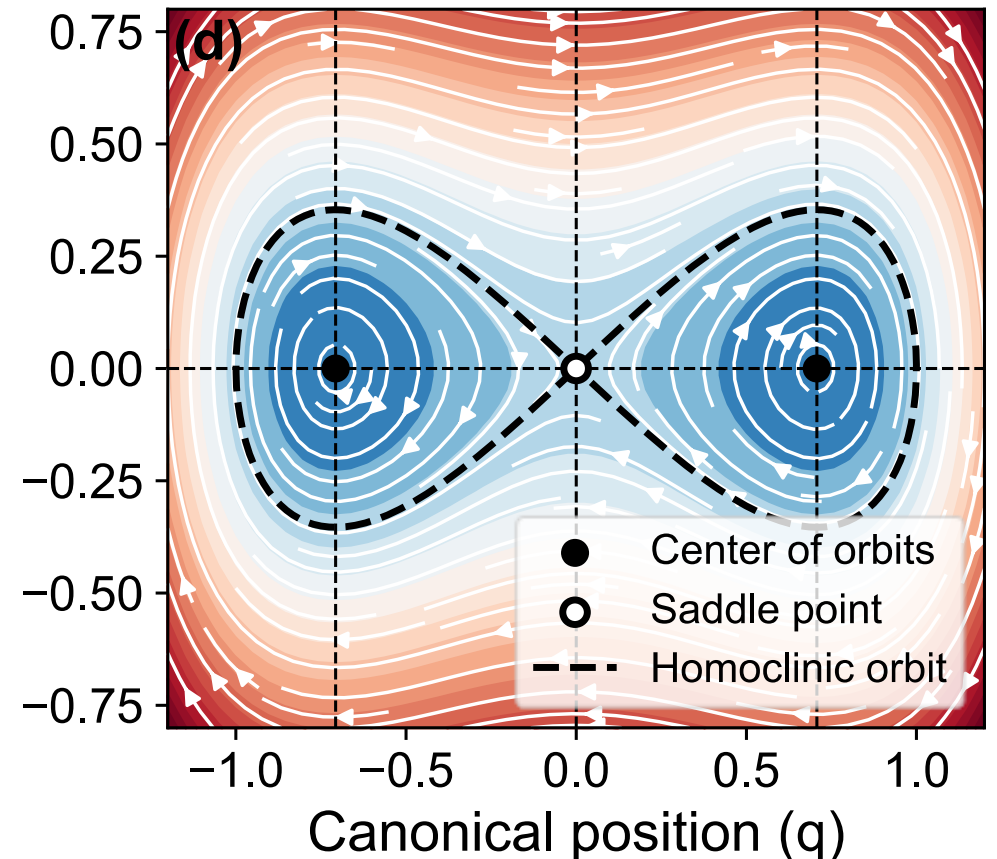 (d)
0.75
0.50
0.25
0.00
−0.25
−0.50
−0.75
Center of orbits
Saddle point
Homoclinic orbit
−1.0 −0.5 0.0 0.5 1.0
Canonical position (q)